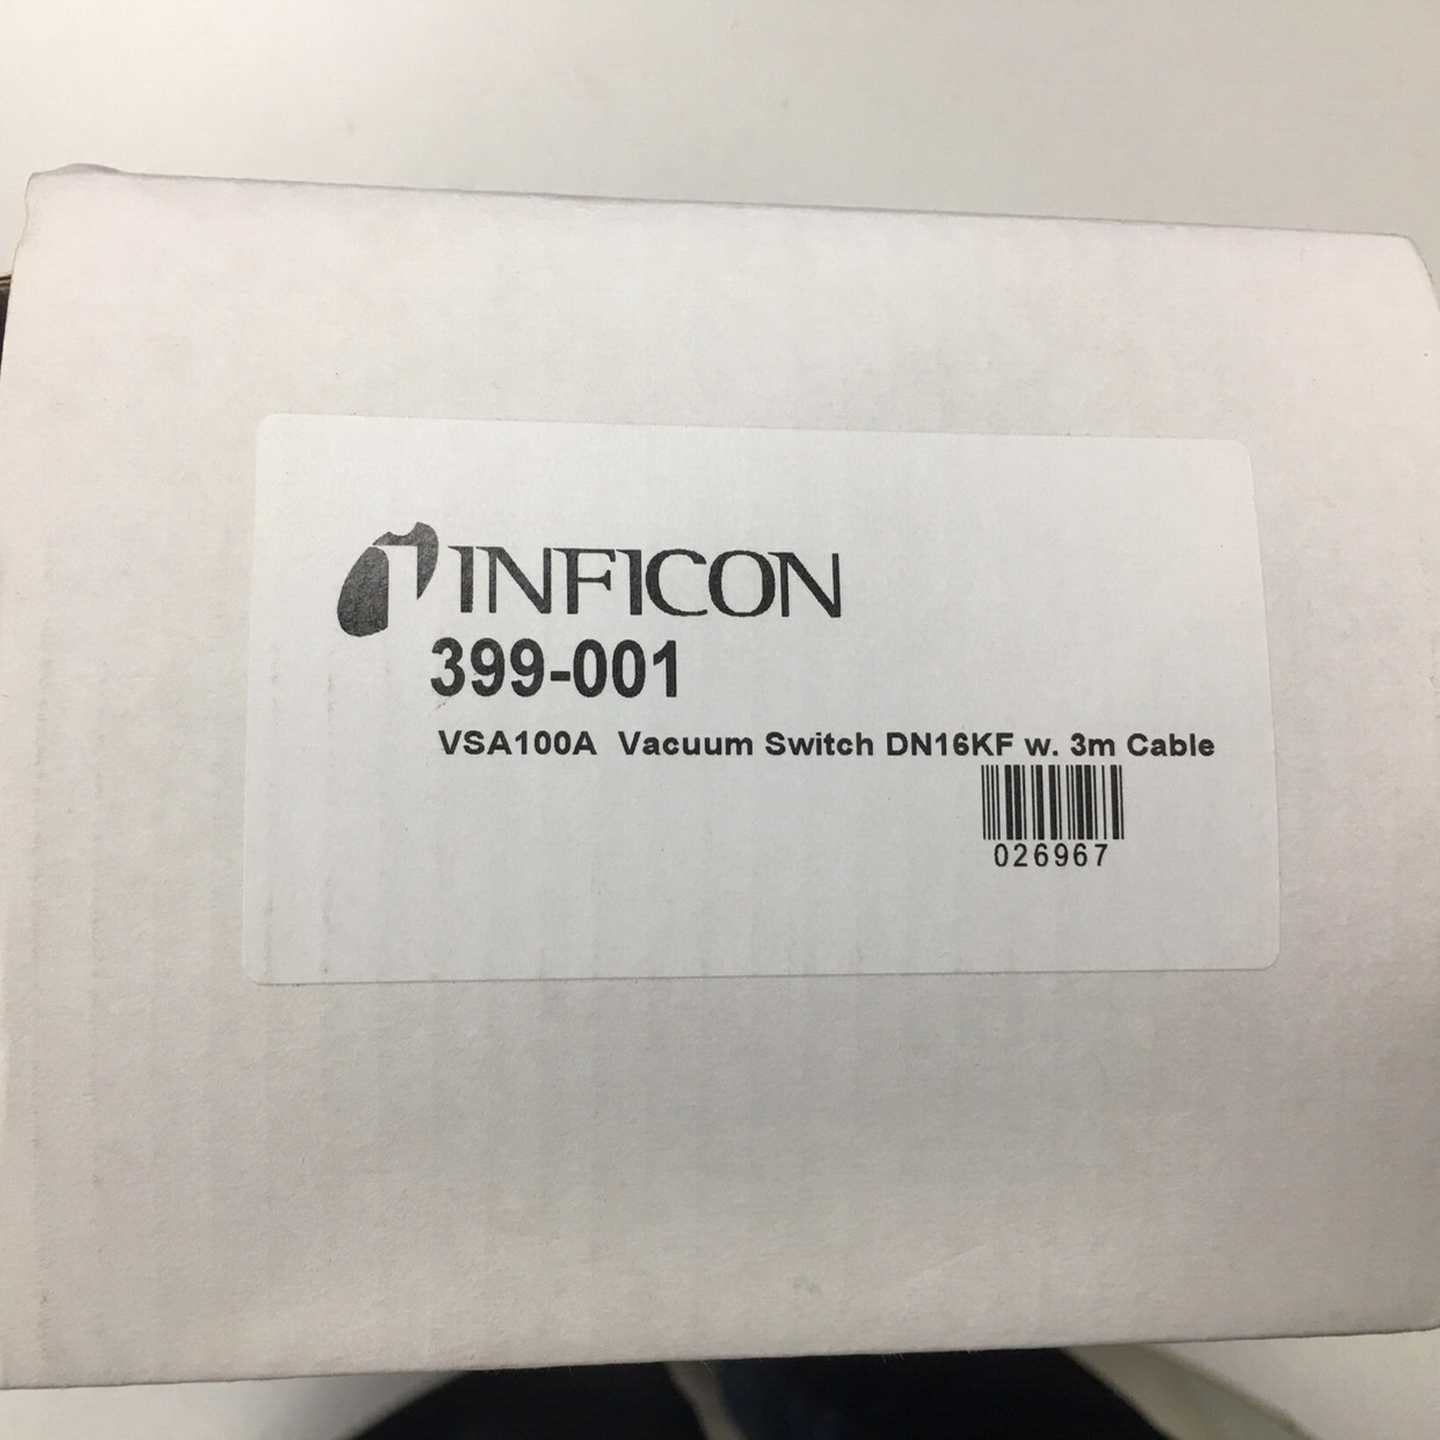 INFICON
399-001
VSA100A Vacuum Switch DN16KF w. 3m Cable
026967